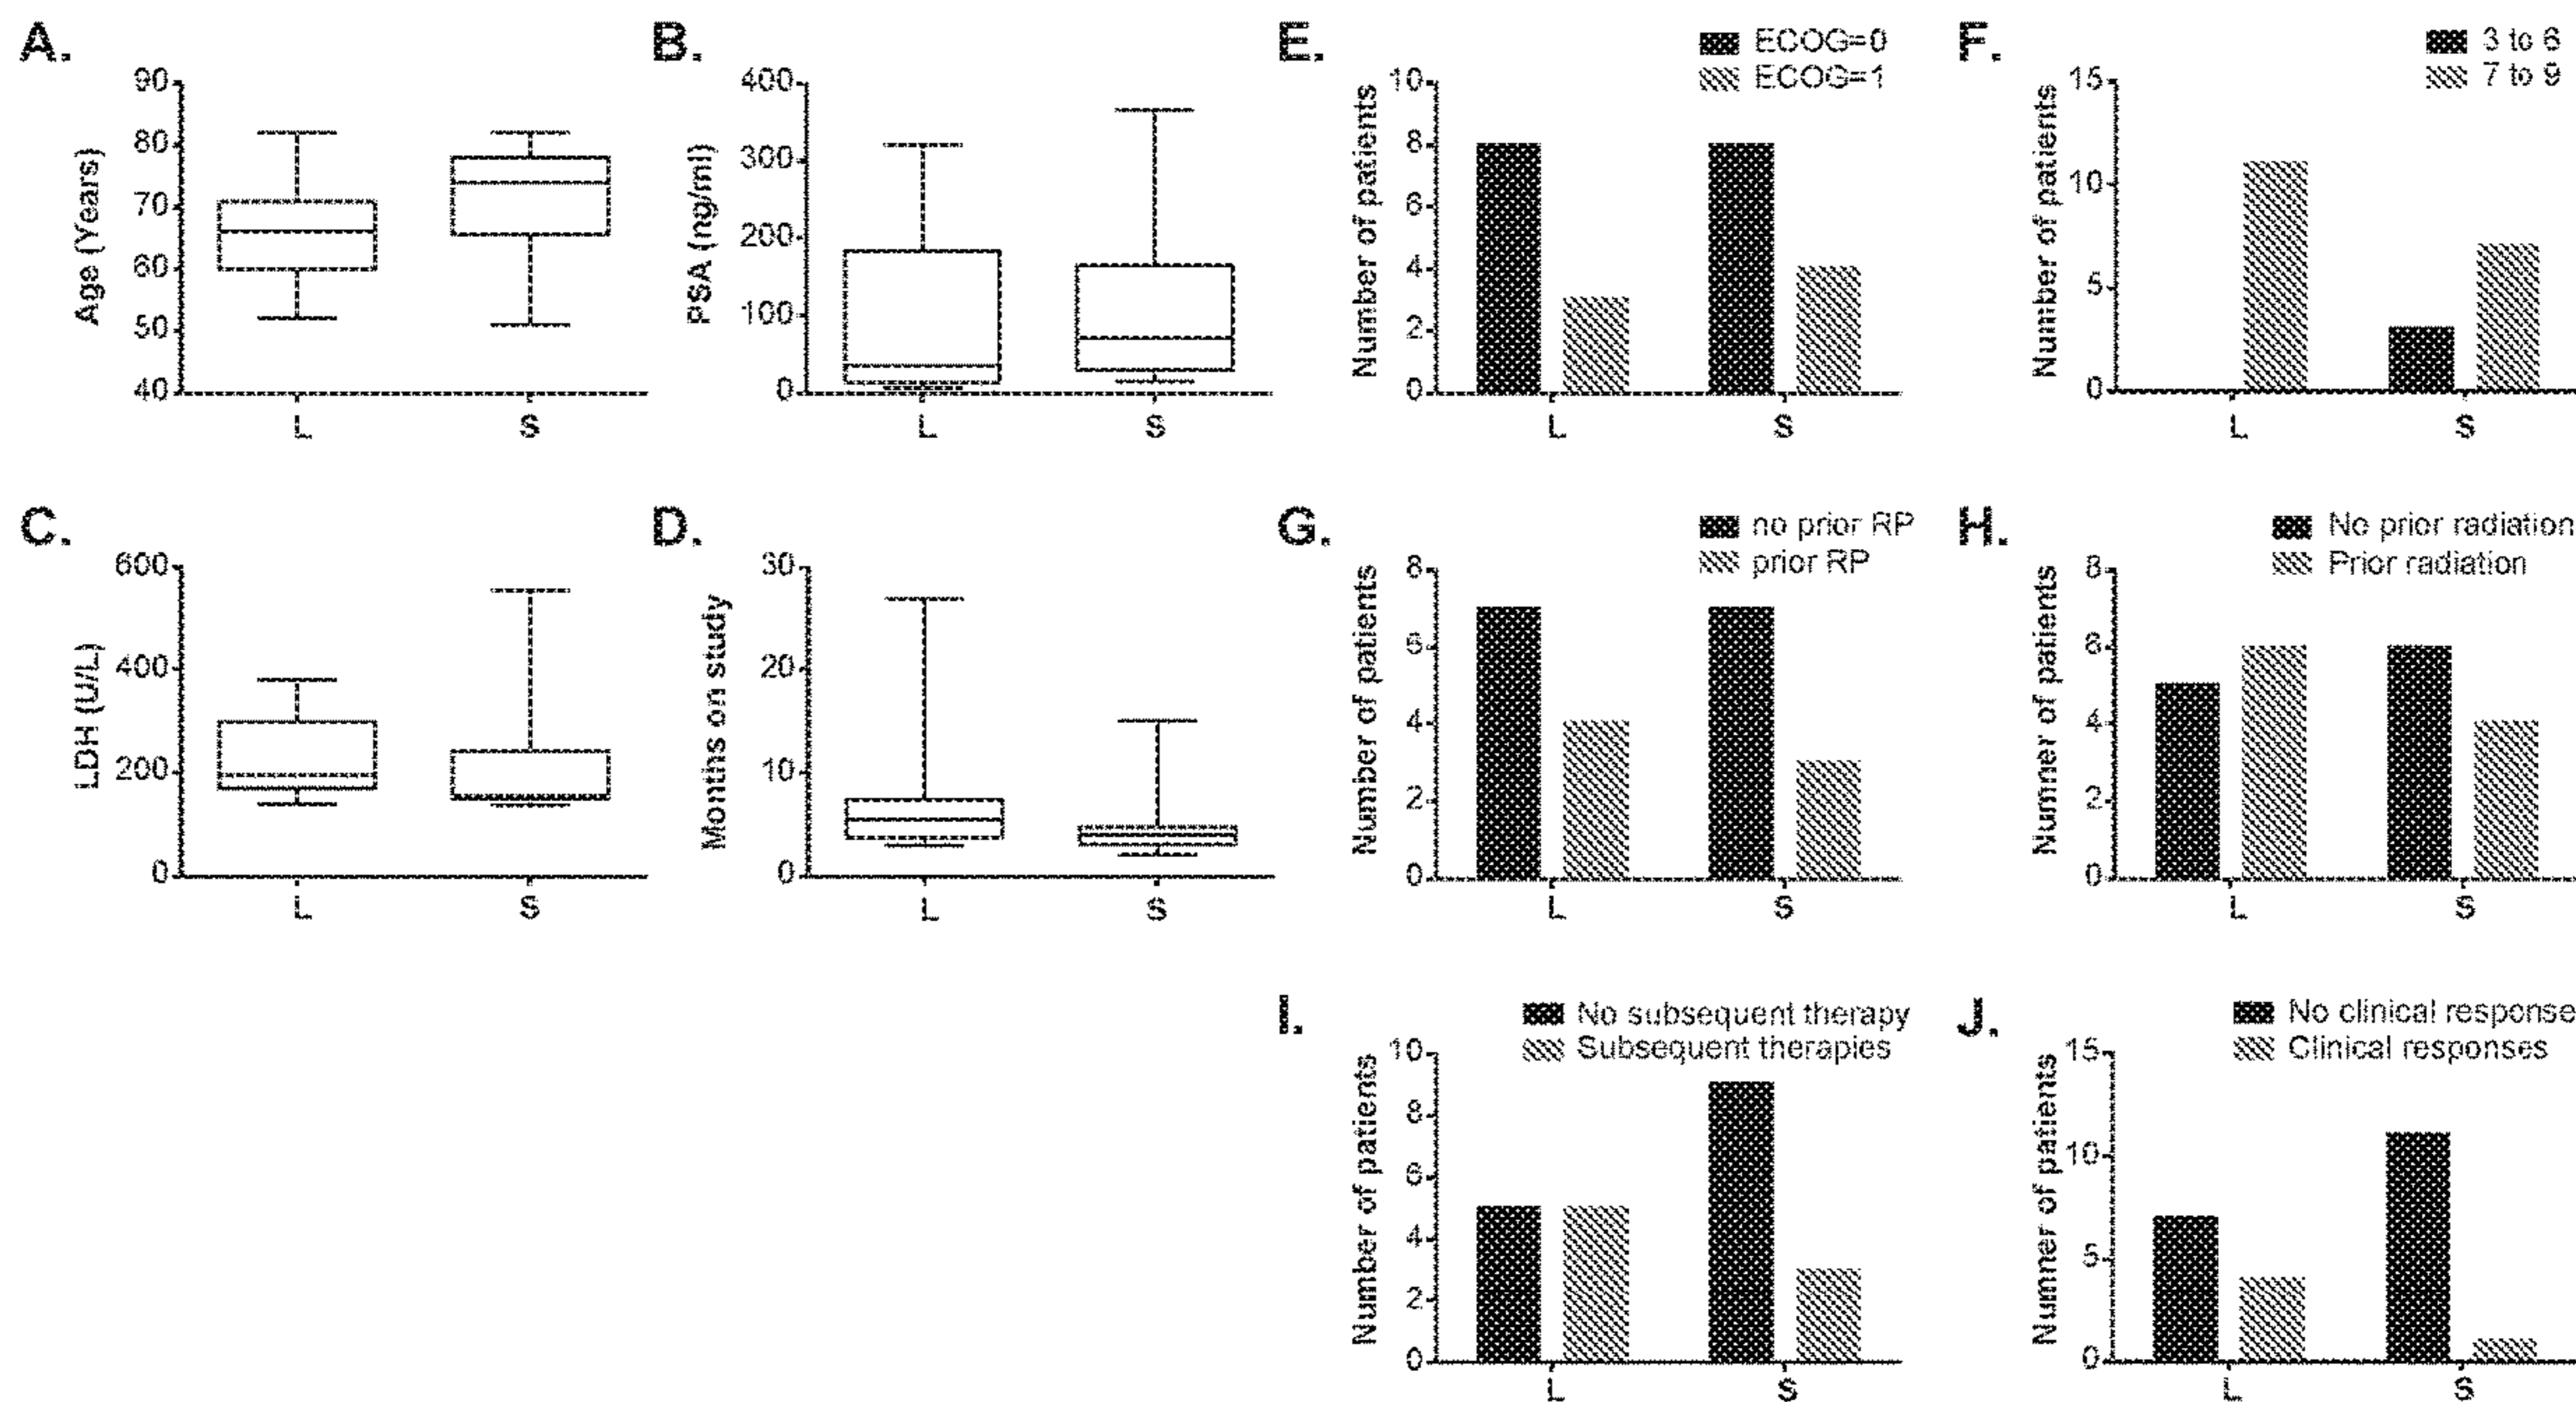 A.
Age (Years)
90
80
70
60
50
40
L S
B.
PSA (ng/ml)
400
300
200
100
0
L S
E.
ECOG=0
ECOG=1
Number of patients
10
8
6
4
2
0
L S
F.
3 to 6
7 to 9
Number of patients
15
10
5
0
L S
C.
LDH (U/L)
600
400
200
0
L S
D.
Months on study
30
20
10
0
L S
G.
no prior RP
prior RP
Number of patients
8
6
4
2
0
L S
H.
No prior radiation
Prior radiation
Numner of patients
8
6
4
2
0
L S
I.
No subsequent therapy
Subsequent therapies
Number of patients
10
8
6
4
2
0
L S
J.
No clinical response
Clinical responses
Numner of patients
15
10
5
0
L S